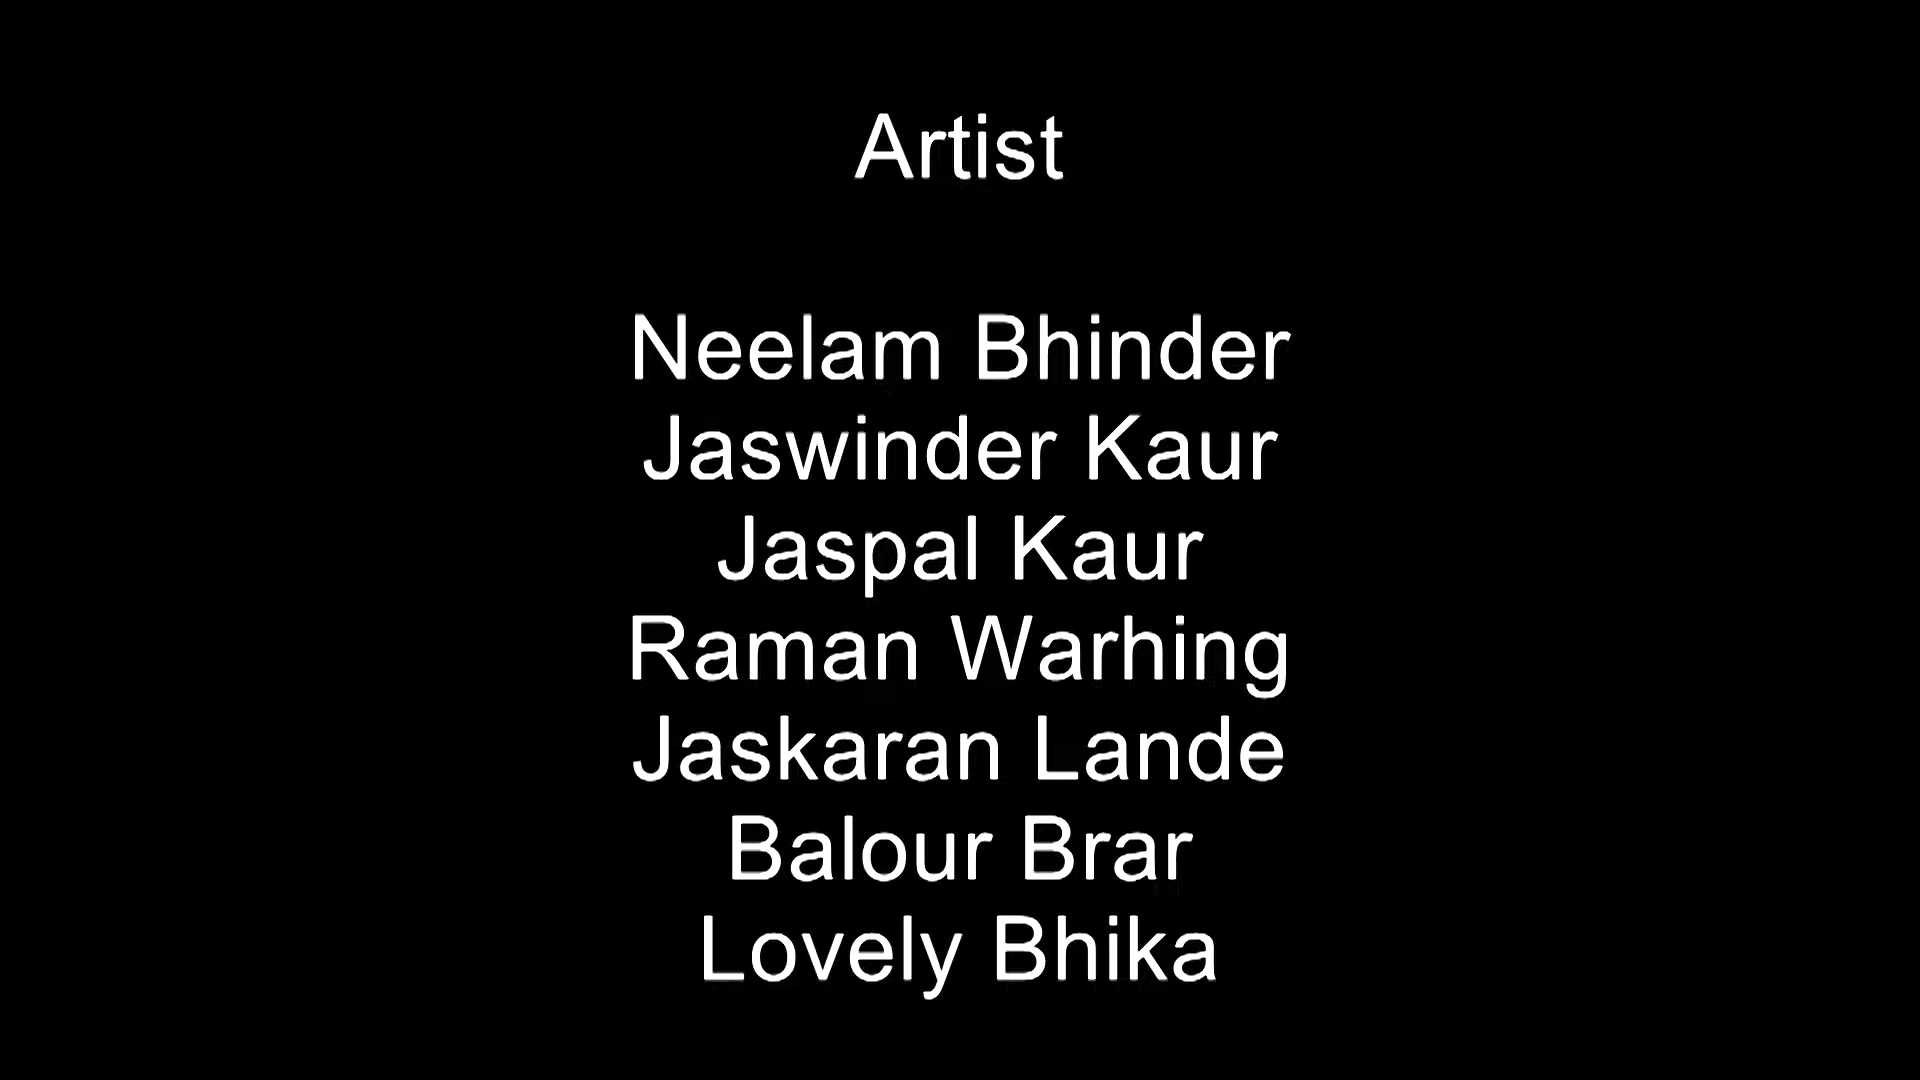 Artist
Neelam Bhinder
Jaswinder Kaur
Jaspal Kaur
Raman Warhing
Jaskaran Lande
Balour Brar
Lovely Bhika